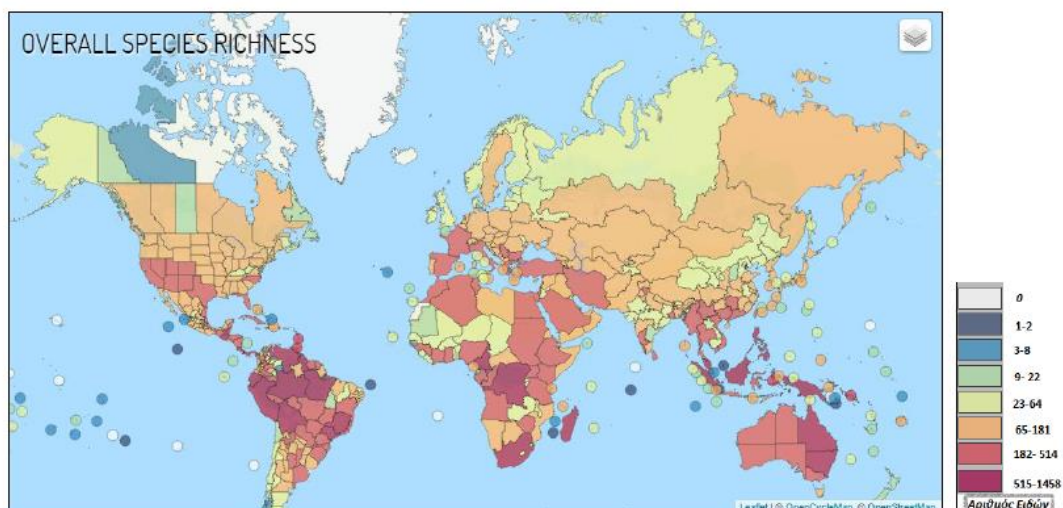 OVERALL SPECIES RICHNESS
0
1-2
3-8
9- 22
23-64
65-181
182- 514
515-1458
Αριθμός Ειδών
Leaflet | © OpenCycleMap, © OpenStreetMap